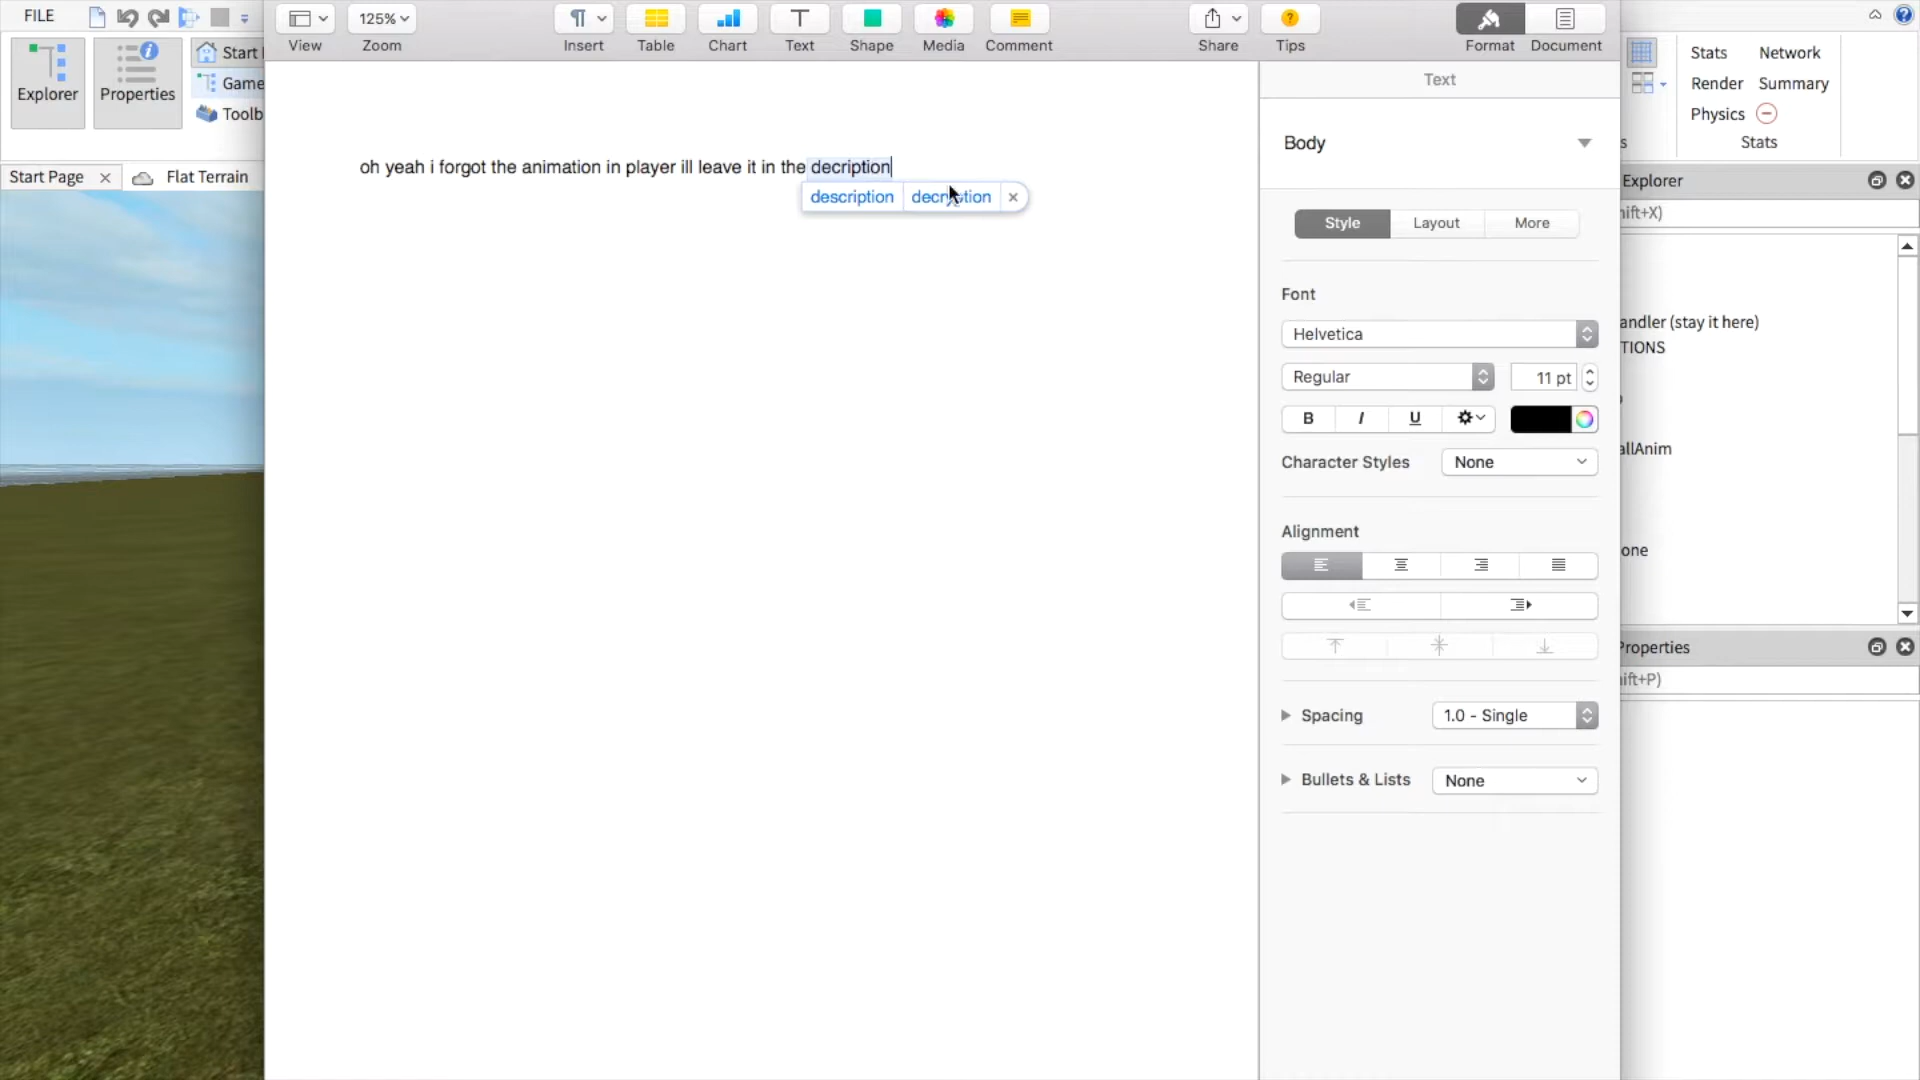 FILE
125%
View
Zoom
Insert
Table
Chart
Text
Shape
Media
Comment
Share
Tips
Format
Document
Explorer
Properties
Start
Game
Toolb
Stats
Network
Render
Summary
Physics
s
Stats
Start Page
Flat Terrain
oh yeah i forgot the animation in player ill leave it in the decription
description
Text
Body
Style
Layout
More
Font
Helvetica
Regular
11 pt
B
I
U
Character Styles
None
Alignment
Spacing
1.0 - Single
Bullets & Lists
None
Explorer
ift+X)
andler (stay it here)
TIONS
allAnim
one
Properties
ift+P)